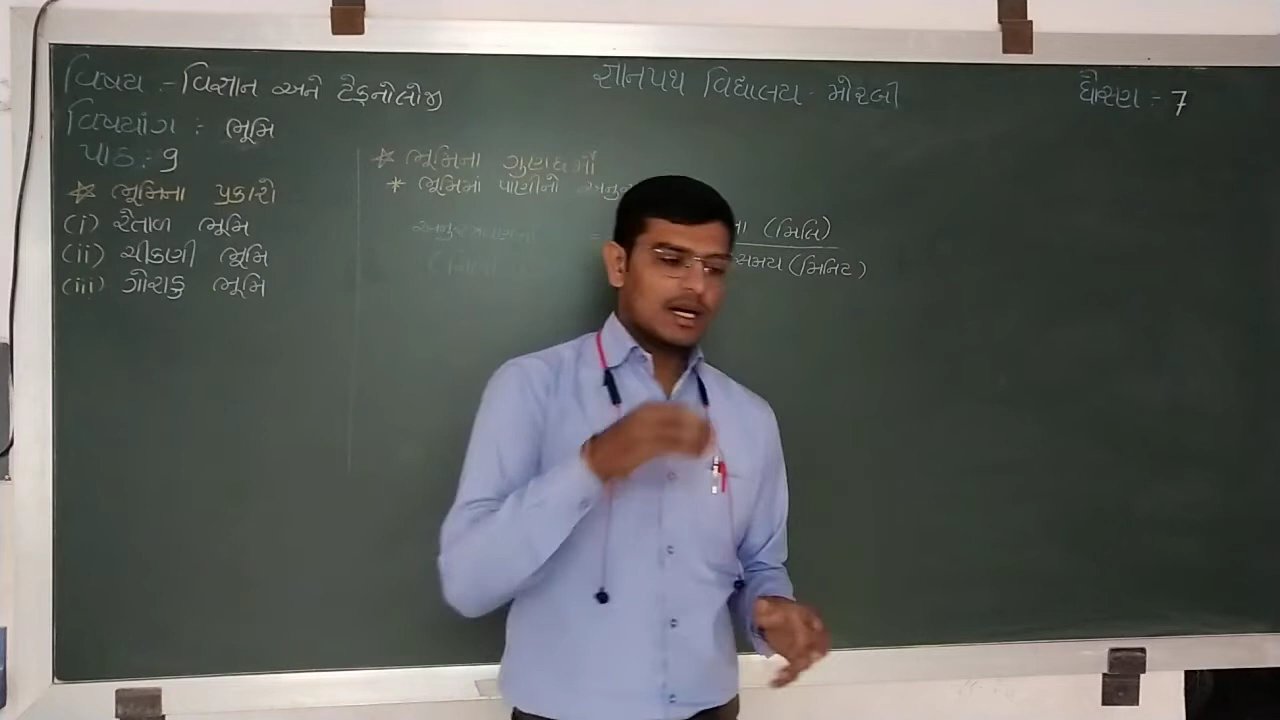 વિષય :- વિજ્ઞાન અને ટેક્નોલોજી
જ્ઞાનપથ વિદ્યાલય - મોરબી
ધોરણ :- 7
વિષયાંગ : ભૂમિ
પાઠ : 9
☆ ભૂમિના પ્રકારો
(i) રેતાળ ભૂમિ
(ii) ચીકણી ભૂમિ
(iii) ગોરાડુ ભૂમિ
☆ ભૂમિના ગુણધર્મો
* ભૂમિમાં પાણીનો
(મિલિ)
સમય (મિનિટ)